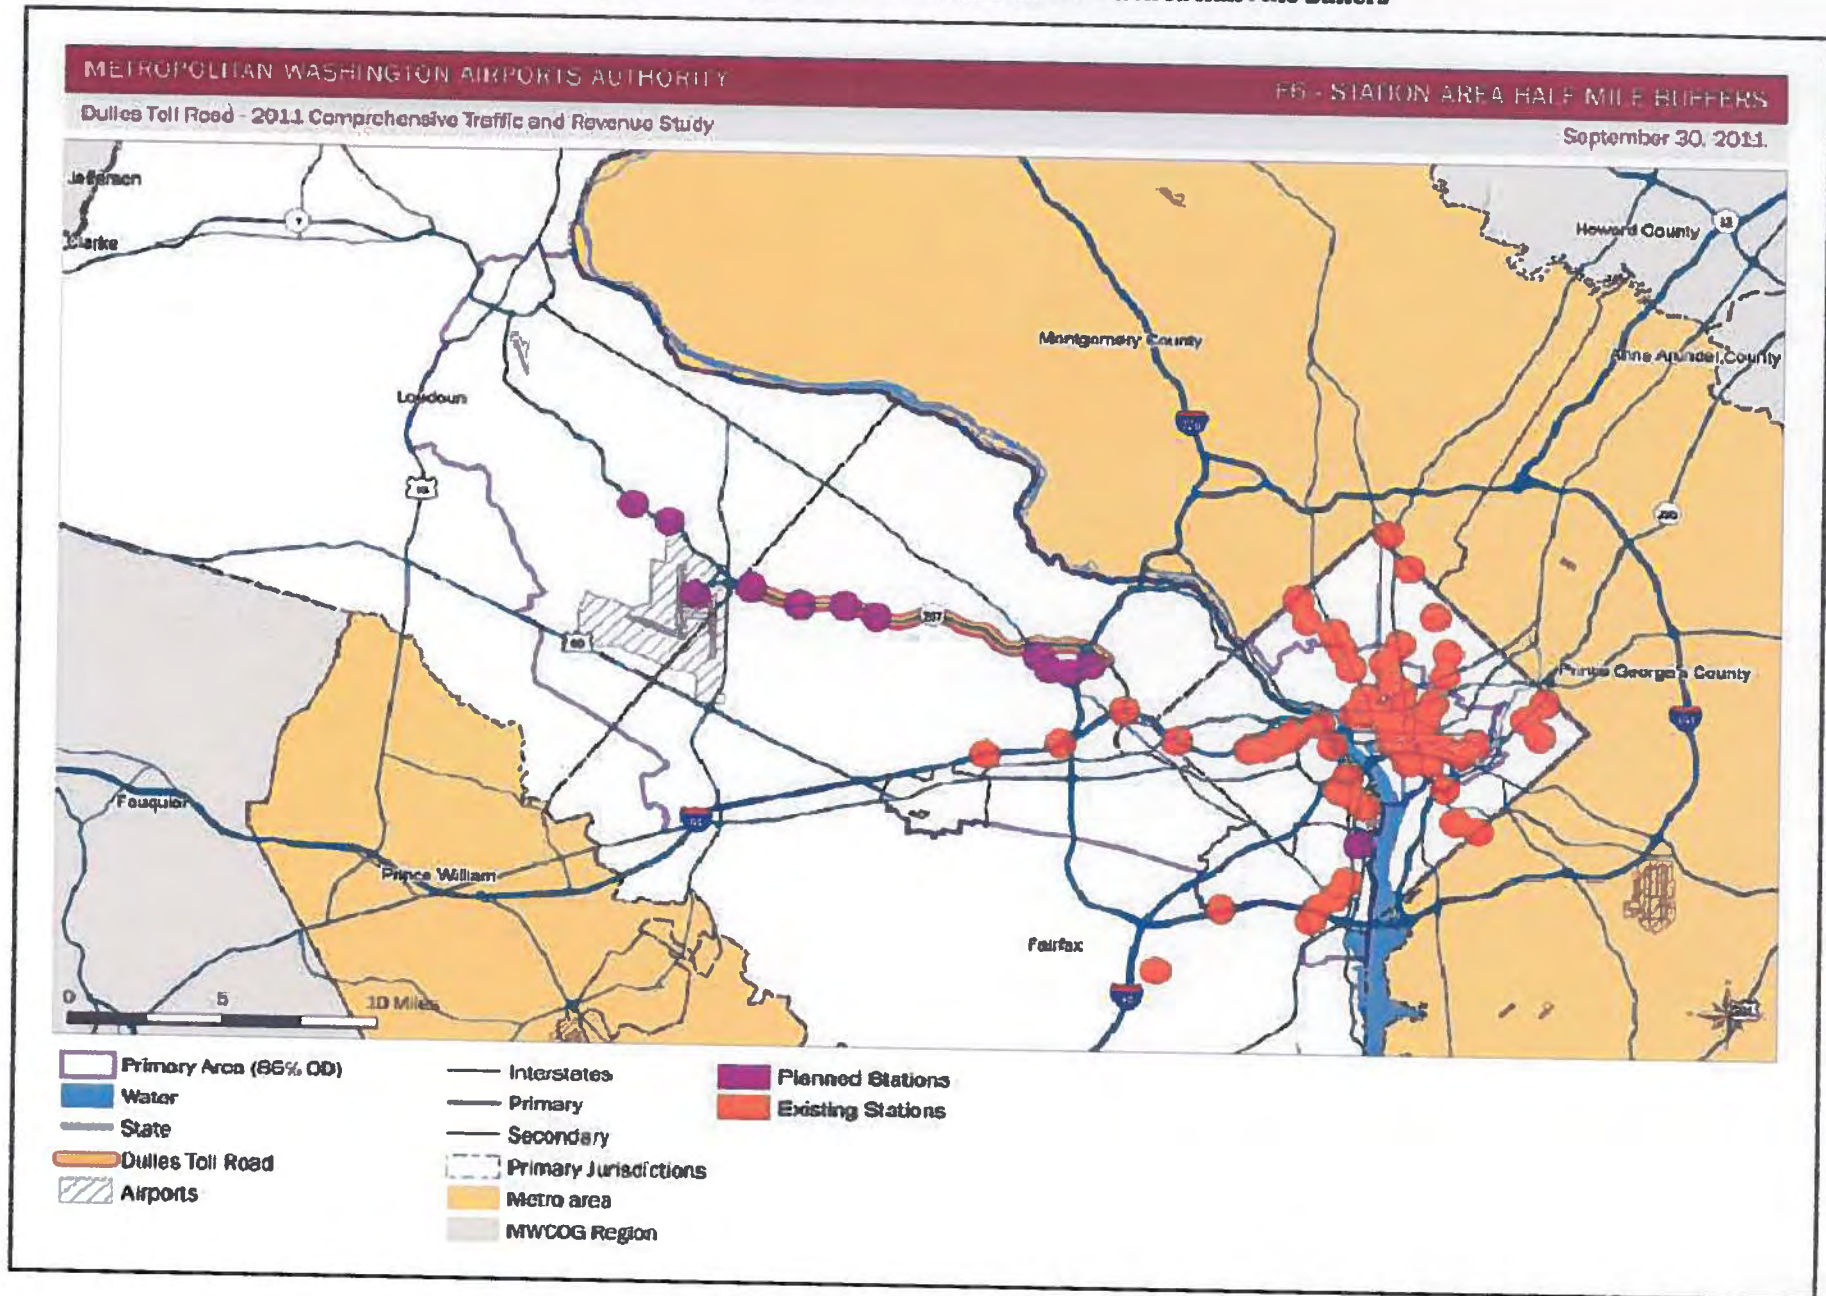 METROPOLITAN WASHINGTON AIRPORTS AUTHORITY
STATION AREA HALF MILE BUFFERS
Dulles Toll Road - 2011 Comprehensive Traffic and Revenue Study
September 30, 2011
Jefferson
Clarke
7
Howard County
Montgomery County
Anne Arundel County
Loudoun
267
Prince George's County
Fauquier
Prince William
Fairfax
0 5 10 Miles
Primary Area (86% OD)
Water
State
Dulles Toll Road
Airports
Interstates
Primary
Secondary
Primary Jurisdictions
Metro area
MWCOG Region
Planned Stations
Existing Stations